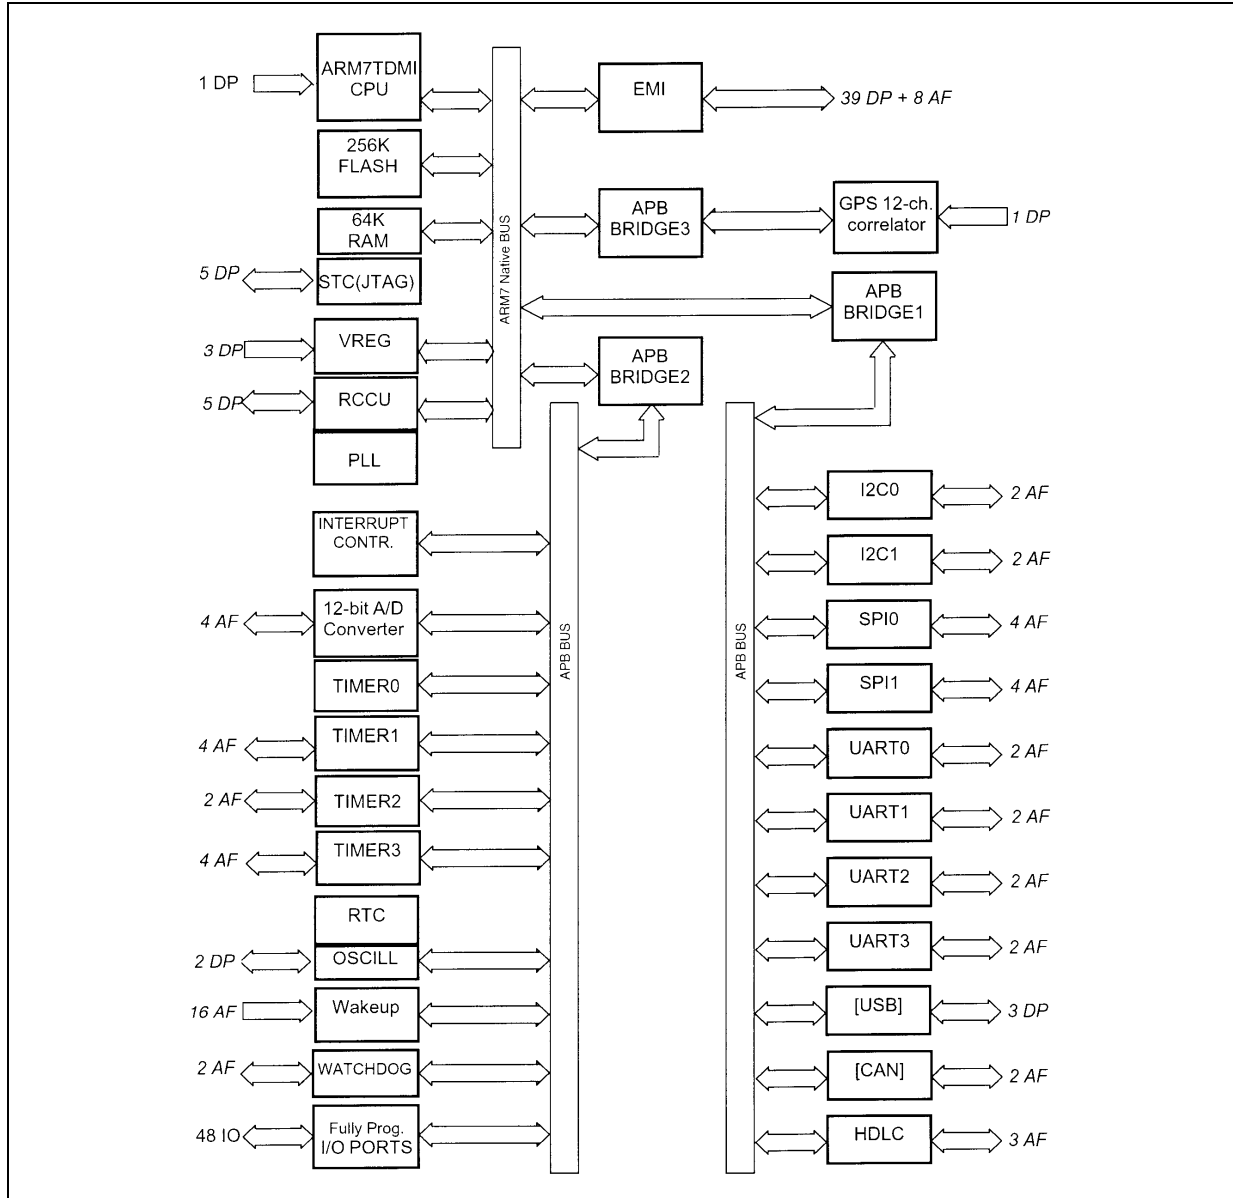 1 DP
ARM7TDMI
CPU
EMI
39 DP + 8 AF
256K
FLASH
64K
RAM
APB
BRIDGE3
GPS 12-ch.
correlator
1 DP
5 DP
STC(JTAG)
ARM7 Native BUS
APB
BRIDGE1
3 DP
VREG
APB
BRIDGE2
5 DP
RCCU
PLL
INTERRUPT
CONTR.
4 AF
12-bit A/D
Converter
TIMER0
4 AF
TIMER1
2 AF
TIMER2
4 AF
TIMER3
RTC
2 DP
OSCILL
16 AF
Wakeup
2 AF
WATCHDOG
48 IO
Fully Prog.
I/O PORTS
APB BUS
APB BUS
I2C0
2 AF
I2C1
2 AF
SPI0
4 AF
SPI1
4 AF
UART0
2 AF
UART1
2 AF
UART2
2 AF
UART3
2 AF
[USB]
3 DP
[CAN]
2 AF
HDLC
3 AF